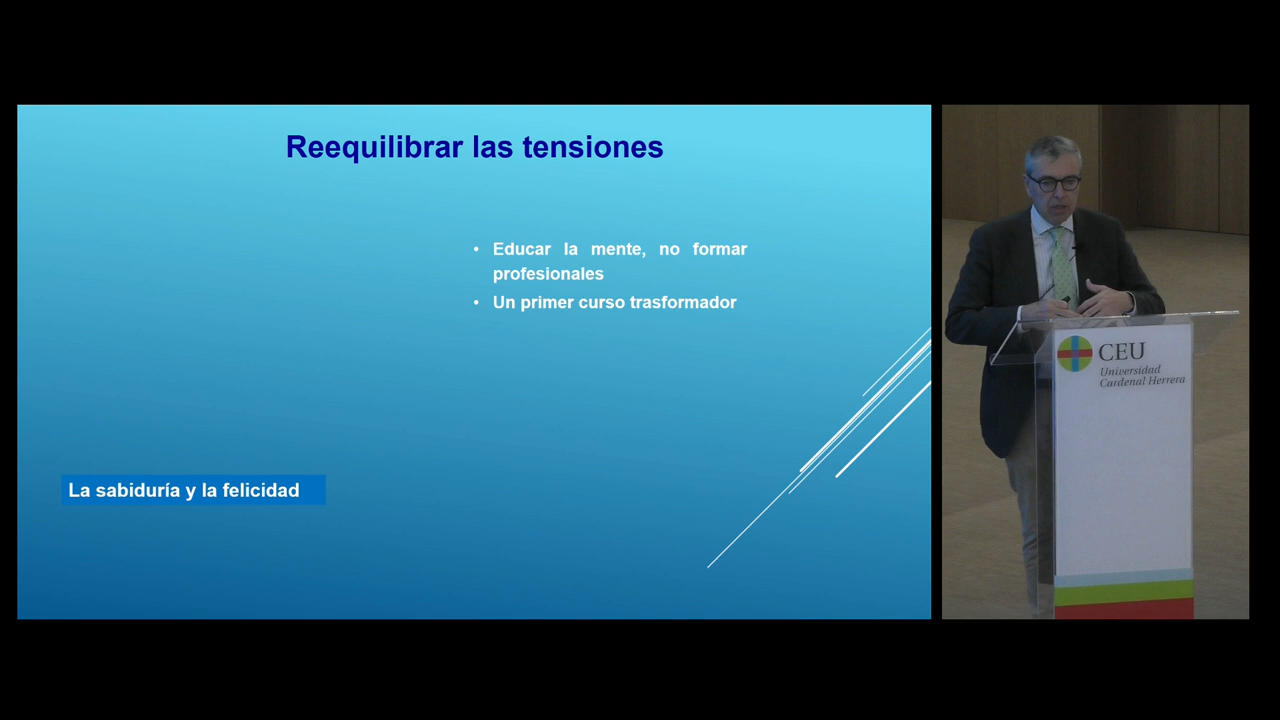 Reequilibrar las tensiones
• Educar la mente, no formar
profesionales
• Un primer curso trasformador
La sabiduría y la felicidad
CEU
Universidad
Cardenal Herrera